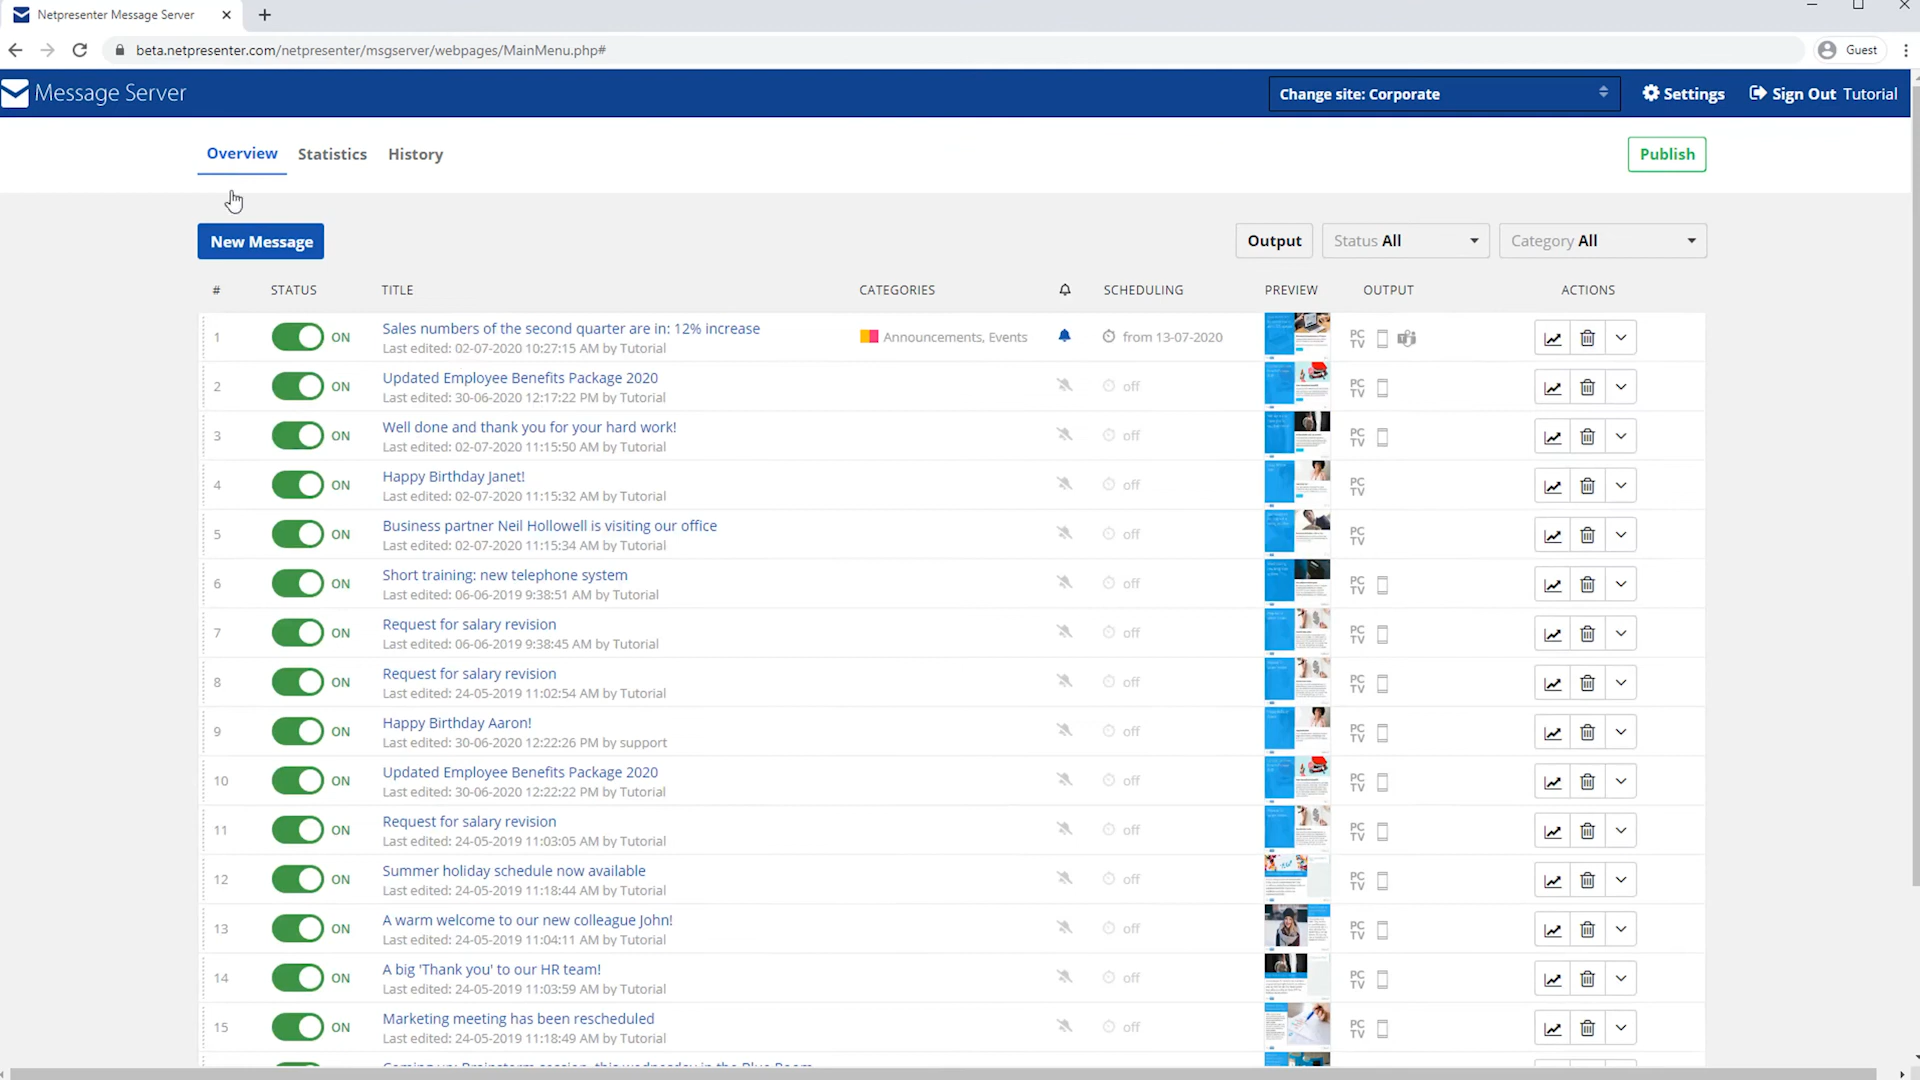 Netpresenter Message Server
beta.netpresenter.com/netpresenter/msgserver/webpages/MainMenu.php#
Guest
Message Server
Change site: Corporate
Settings
Sign Out Tutorial
Overview
Statistics
History
Publish
New Message
Output
Status All
Category All
# STATUS TITLE CATEGORIES SCHEDULING PREVIEW OUTPUT ACTIONS
1 ON Sales numbers of the second quarter are in: 12% increase Announcements, Events from 13-07-2020 PC TV
Last edited: 02-07-2020 10:27:15 AM by Tutorial
2 ON Updated Employee Benefits Package 2020 off PC TV
Last edited: 30-06-2020 12:17:22 PM by Tutorial
3 ON Well done and thank you for your hard work! off PC TV
Last edited: 02-07-2020 11:15:50 AM by Tutorial
4 ON Happy Birthday Janet! off PC TV
Last edited: 02-07-2020 11:15:32 AM by Tutorial
5 ON Business partner Neil Hollowell is visiting our office off PC TV
Last edited: 02-07-2020 11:15:34 AM by Tutorial
6 ON Short training: new telephone system off PC TV
Last edited: 06-06-2019 9:38:51 AM by Tutorial
7 ON Request for salary revision off PC TV
Last edited: 06-06-2019 9:38:45 AM by Tutorial
8 ON Request for salary revision off PC TV
Last edited: 24-05-2019 11:02:54 AM by Tutorial
9 ON Happy Birthday Aaron! off PC TV
Last edited: 30-06-2020 12:22:26 PM by support
10 ON Updated Employee Benefits Package 2020 off PC TV
Last edited: 30-06-2020 12:22:22 PM by Tutorial
11 ON Request for salary revision off PC TV
Last edited: 24-05-2019 11:03:05 AM by Tutorial
12 ON Summer holiday schedule now available off PC TV
Last edited: 24-05-2019 11:18:44 AM by Tutorial
13 ON A warm welcome to our new colleague John! off PC TV
Last edited: 24-05-2019 11:04:11 AM by Tutorial
14 ON A big 'Thank you' to our HR team! off PC TV
Last edited: 24-05-2019 11:03:59 AM by Tutorial
15 ON Marketing meeting has been rescheduled off PC TV
Last edited: 24-05-2019 11:18:49 AM by Tutorial
Coming up: Brainstorm session, this wednesday in the Blue Room